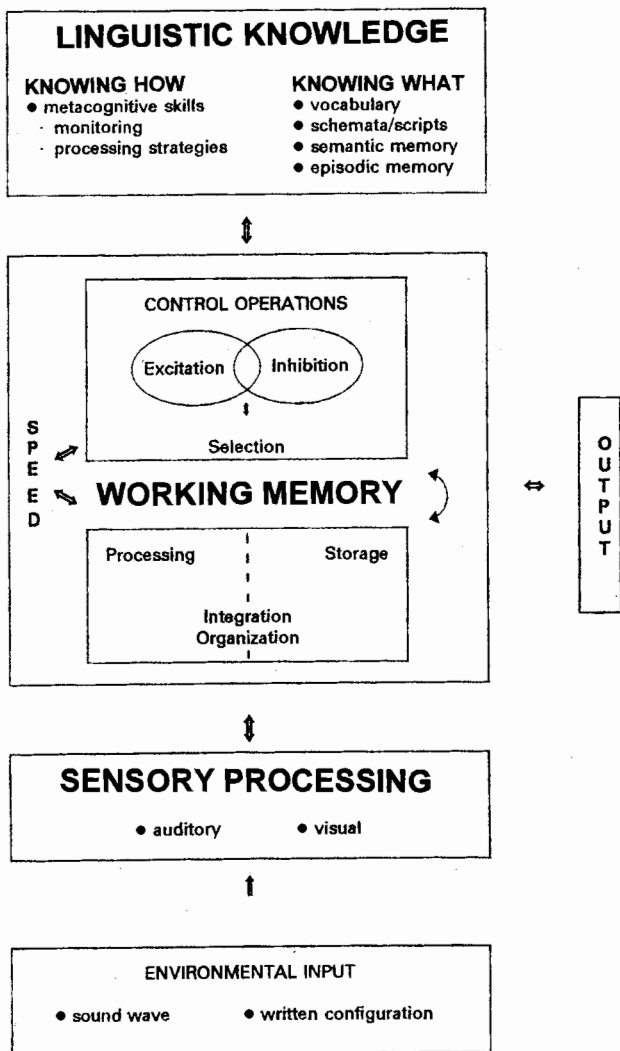 LINGUISTIC KNOWLEDGE
KNOWING HOW
● metacognitive skills
· monitoring
· processing strategies
KNOWING WHAT
● vocabulary
● schemata/scripts
● semantic memory
● episodic memory
CONTROL OPERATIONS
Excitation
Inhibition
Selection
SPEED
WORKING MEMORY
Processing
Storage
Integration
Organization
OUTPUT
SENSORY PROCESSING
● auditory
● visual
ENVIRONMENTAL INPUT
● sound wave
● written configuration